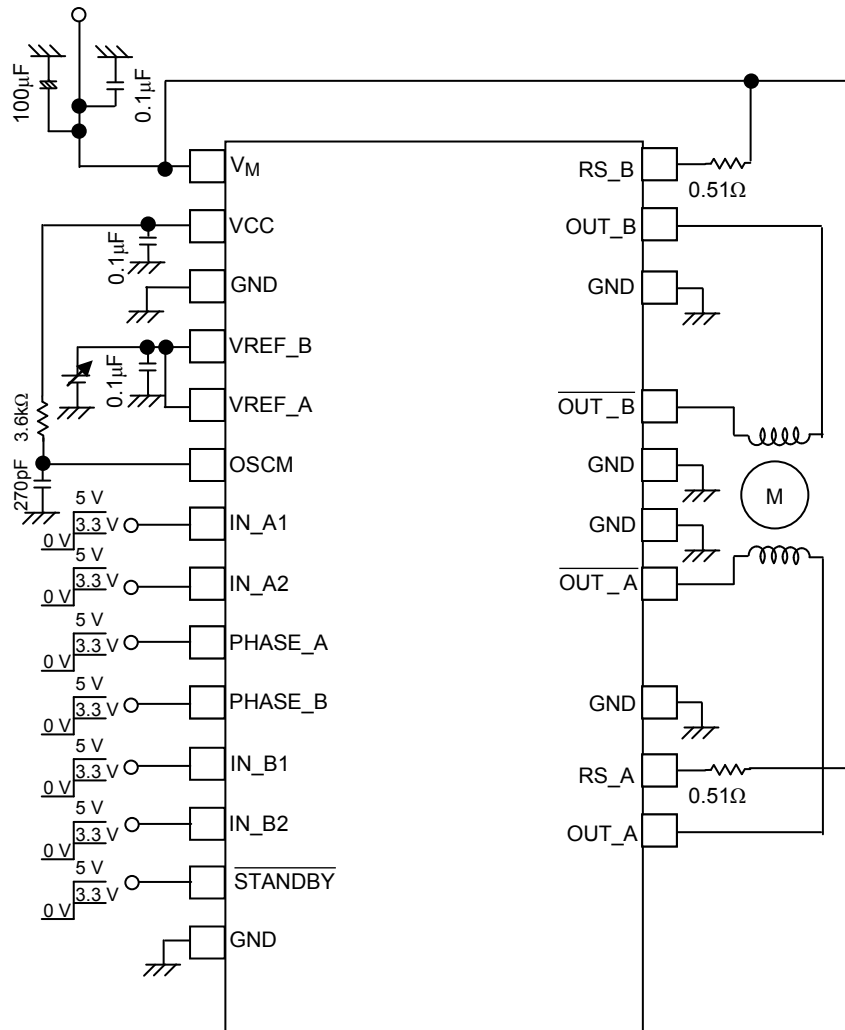 100µF
0.1µF
VM
RS_B
0.51Ω
VCC
OUT_B
0.1µF
GND
GND
VREF_B
0.1µF
VREF_A
OUT_B
3.6kΩ
OSCM
GND
270pF
M
5 V
3.3 V
0 V
IN_A1
GND
5 V
3.3 V
0 V
IN_A2
OUT_A
5 V
3.3 V
0 V
PHASE_A
5 V
3.3 V
0 V
PHASE_B
GND
5 V
3.3 V
0 V
IN_B1
RS_A
0.51Ω
5 V
3.3 V
0 V
IN_B2
OUT_A
5 V
3.3 V
0 V
STANDBY
GND